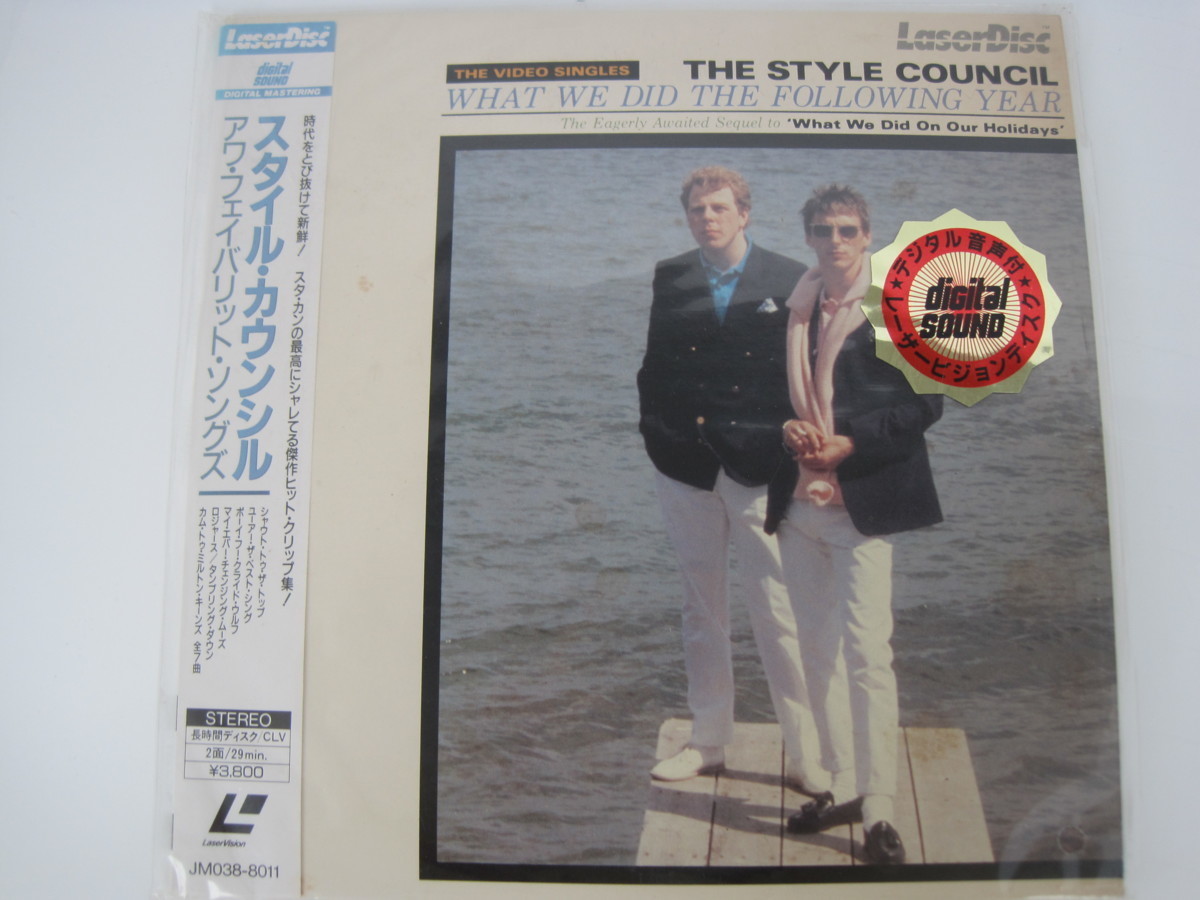 LaserDisc
digital
SOUND
DIGITAL MASTERING
時代をとび抜けて新鮮! スタ・カンの最高にシャレてる傑作ヒット・クリップ集!
スタイル・カウンシル
アワ・フェイバリット・ソングズ
シャウト・トゥ・ザ・トップ
ユーアー・ザ・ベスト・シング
ボーイ・フー・クライド・ウルフ
マイ・エバー・チェンジング・ムーズ
ロジャース/タンブリング・ダウン
カム・トゥ・ミルトン・キーンズ 全7曲
STEREO
長時間ディスク/CLV
2面/29min.
¥3,800
LaserVision
JM038-8011
LaserDisc
THE VIDEO SINGLES
THE STYLE COUNCIL
WHAT WE DID THE FOLLOWING YEAR
The Eagerly Awaited Sequel to 'What We Did On Our Holidays'
★デジタル音声付★
digital
SOUND
レーザービジョンディスク